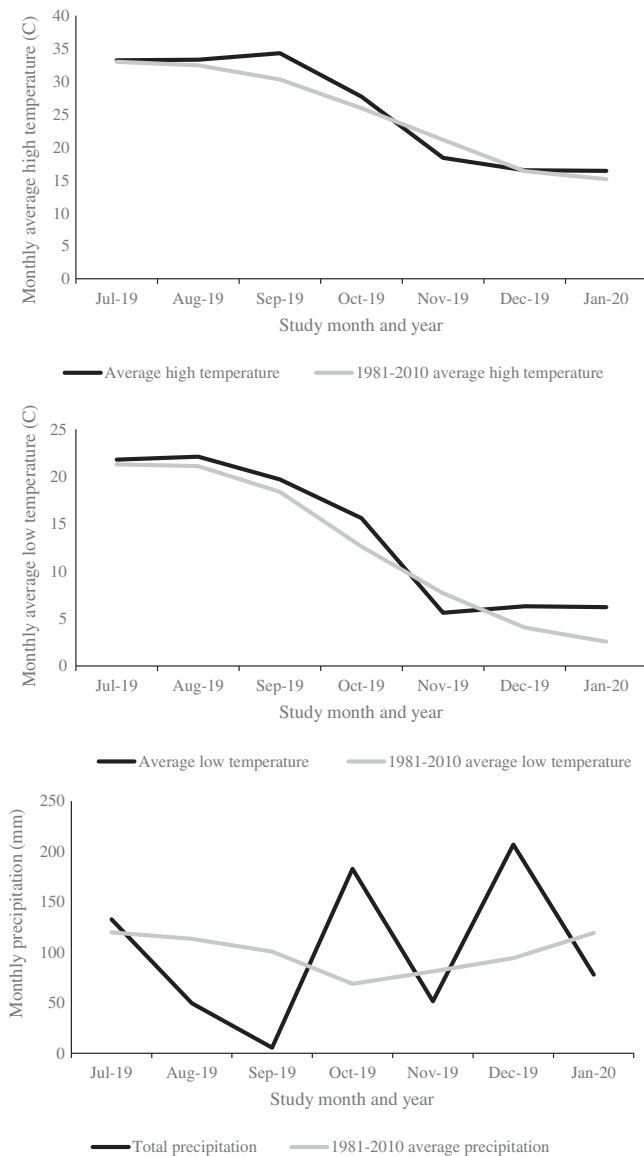 Monthly average high temperature (C)
40
35
30
25
20
15
10
5
0
Jul-19 Aug-19 Sep-19 Oct-19 Nov-19 Dec-19 Jan-20
Study month and year
Average high temperature 1981-2010 average high temperature
Monthly average low temperature (C)
25
20
15
10
5
0
Jul-19 Aug-19 Sep-19 Oct-19 Nov-19 Dec-19 Jan-20
Study month and year
Average low temperature 1981-2010 average low temperature
Monthly precipitation (mm)
250
200
150
100
50
0
Jul-19 Aug-19 Sep-19 Oct-19 Nov-19 Dec-19 Jan-20
Study month and year
Total precipitation 1981-2010 average precipitation